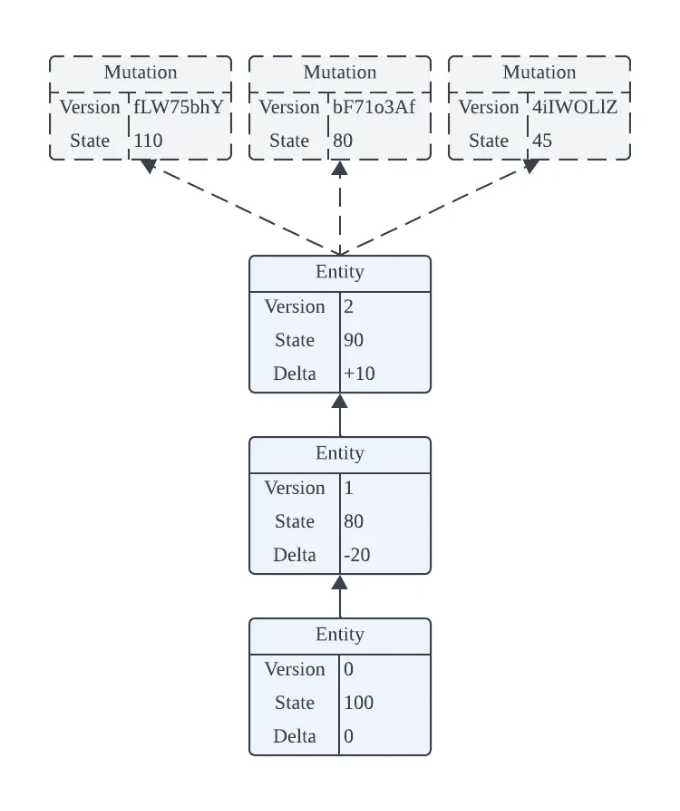 Mutation
Version fLW75bhY
State 110
Mutation
Version bF71o3Af
State 80
Mutation
Version 4iIWOLlZ
State 45
Entity
Version 2
State 90
Delta +10
Entity
Version 1
State 80
Delta -20
Entity
Version 0
State 100
Delta 0